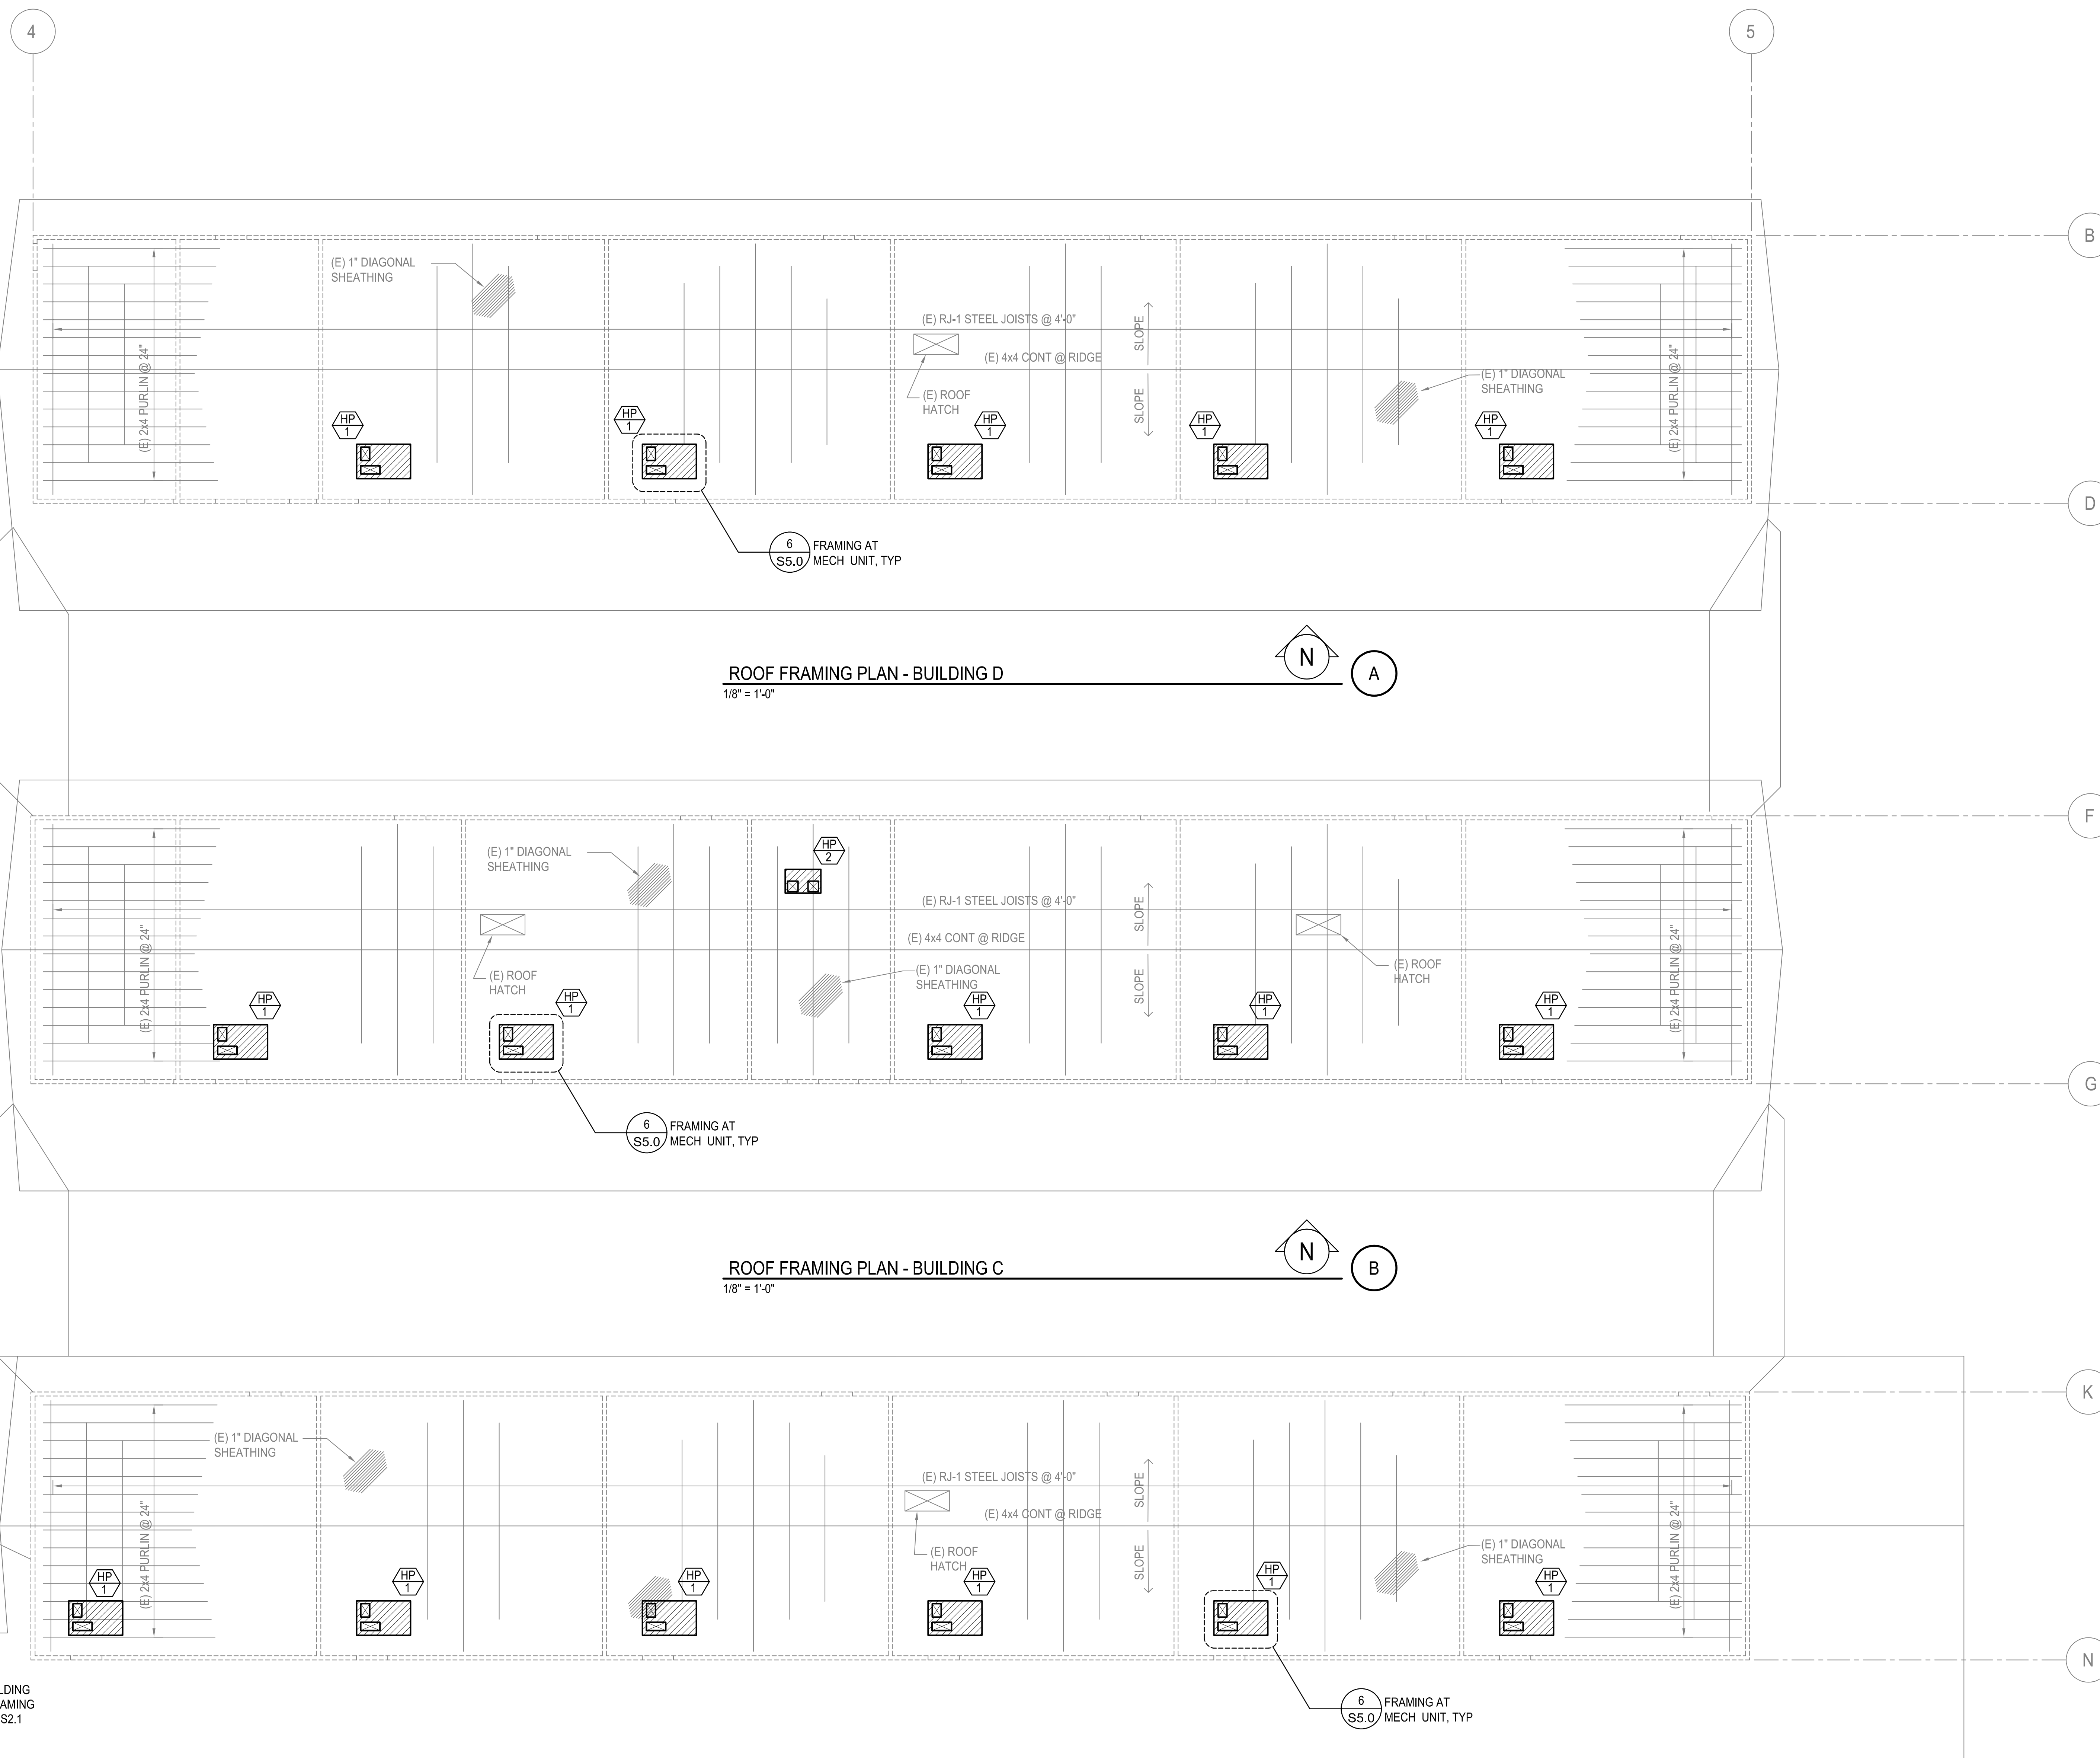 4
5
B
(E) 1" DIAGONAL
SHEATHING
(E) RJ-1 STEEL JOISTS @ 4'-0"
SLOPE
(E) 4x4 CONT @ RIDGE
(E) 2x4 PURLIN @ 24"
(E) 2x4 PURLIN @ 24"
(E) 1" DIAGONAL
SHEATHING
(E) ROOF
HATCH
SLOPE
HP
1
HP
1
HP
1
HP
1
HP
1
D
6
S5.0
FRAMING AT
MECH UNIT, TYP
ROOF FRAMING PLAN - BUILDING D
1/8" = 1'-0"
N
A
F
HP
2
(E) 1" DIAGONAL
SHEATHING
(E) RJ-1 STEEL JOISTS @ 4'-0"
SLOPE
(E) 4x4 CONT @ RIDGE
(E) 2x4 PURLIN @ 24"
(E) 2x4 PURLIN @ 24"
(E) ROOF
HATCH
(E) 1" DIAGONAL
SHEATHING
(E) ROOF
HATCH
SLOPE
HP
1
HP
1
HP
1
HP
1
HP
1
G
6
S5.0
FRAMING AT
MECH UNIT, TYP
ROOF FRAMING PLAN - BUILDING C
1/8" = 1'-0"
N
B
K
(E) 1" DIAGONAL
SHEATHING
(E) RJ-1 STEEL JOISTS @ 4'-0"
SLOPE
(E) 4x4 CONT @ RIDGE
(E) 2x4 PURLIN @ 24"
(E) 2x4 PURLIN @ 24"
(E) ROOF
HATCH
(E) 1" DIAGONAL
SHEATHING
SLOPE
HP
1
HP
1
HP
1
HP
1
HP
1
HP
1
N
LDING
AMING
S2.1
6
S5.0
FRAMING AT
MECH UNIT, TYP